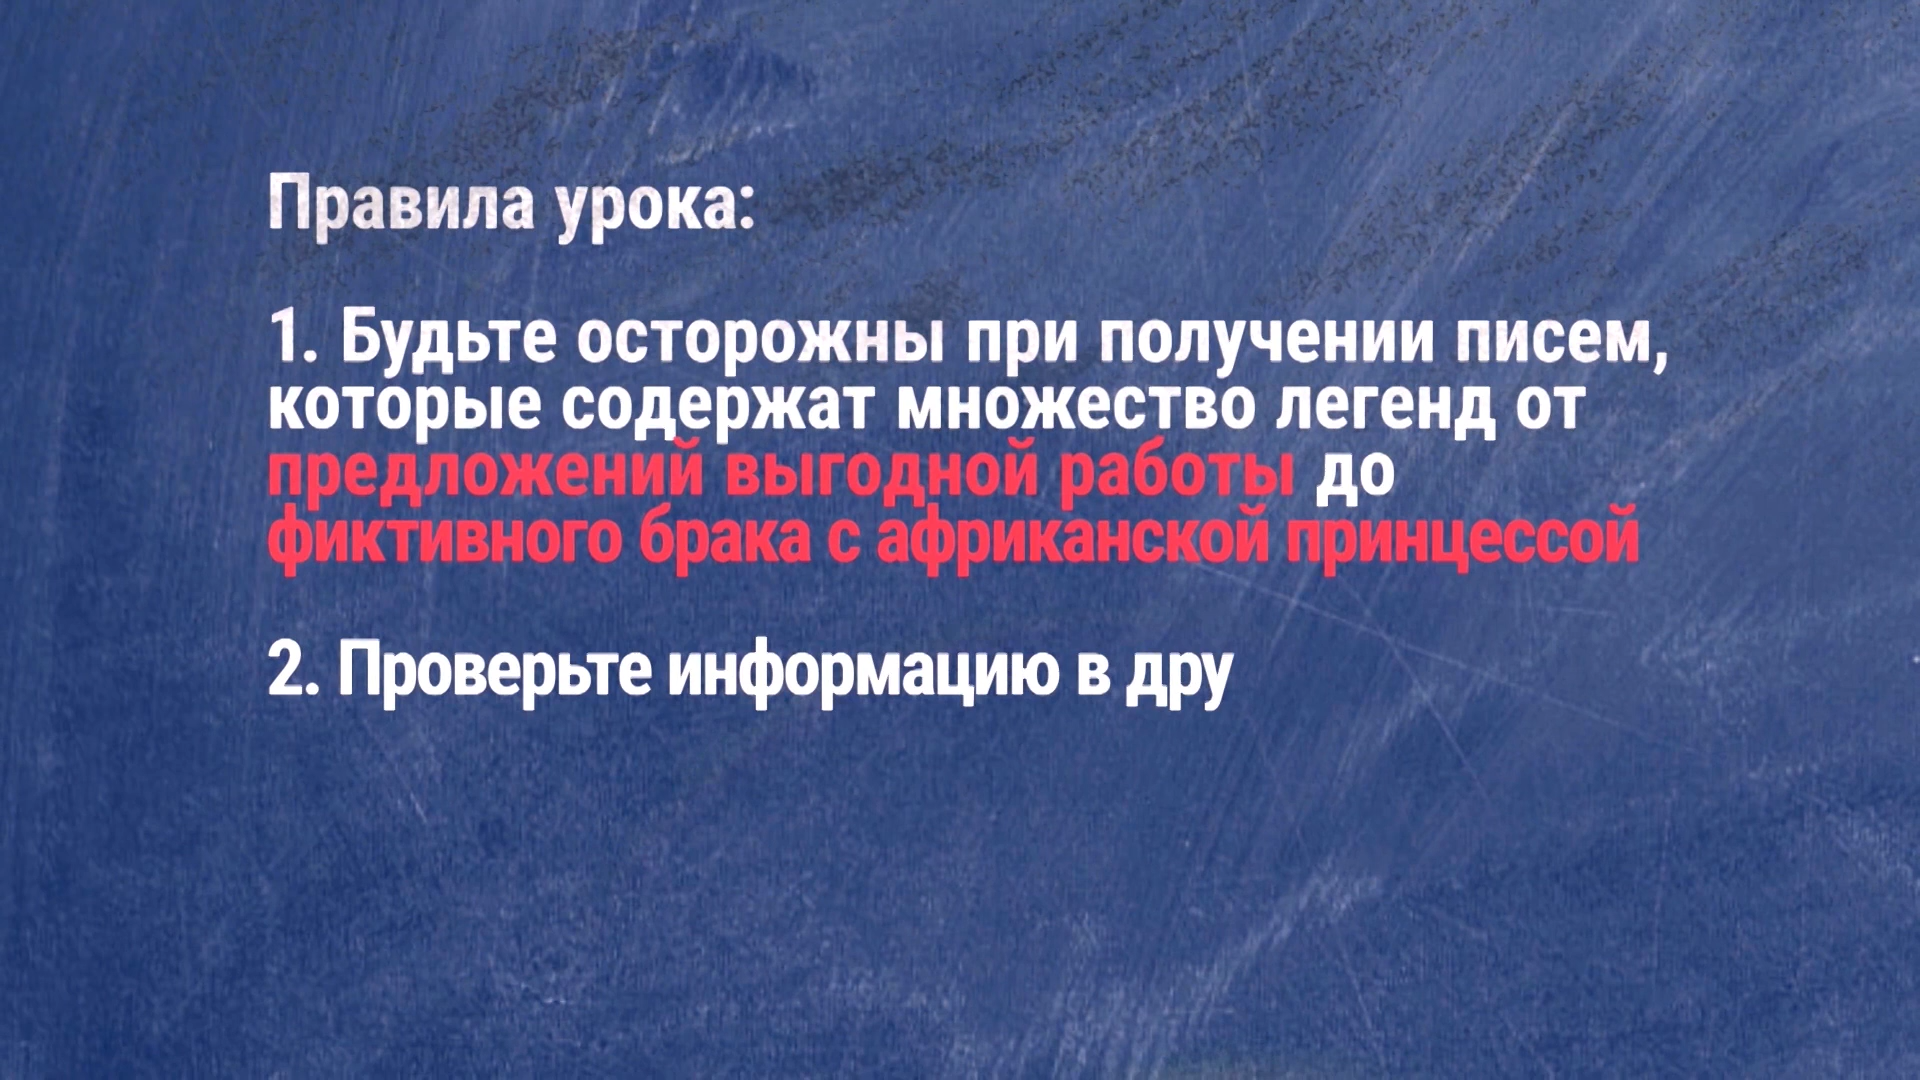 Правила урока:
1. Будьте осторожны при получении писем,
которые содержат множество легенд от
предложений выгодной работы до
фиктивного брака с африканской принцессой
2. Проверьте информацию в дру